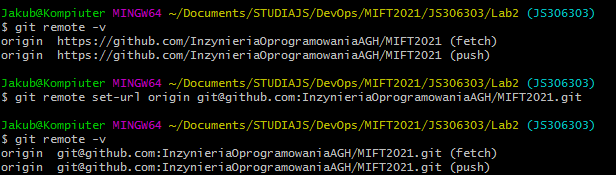 Jakub@Kompiuter MINGW64 ~/Documents/STUDIAJS/DevOps/MIFT2021/JS306303/Lab2 (JS306303)
$ git remote -v
origin  https://github.com/InzynieriaOprogramowaniaAGH/MIFT2021 (fetch)
origin  https://github.com/InzynieriaOprogramowaniaAGH/MIFT2021 (push)
Jakub@Kompiuter MINGW64 ~/Documents/STUDIAJS/DevOps/MIFT2021/JS306303/Lab2 (JS306303)
$ git remote set-url origin git@github.com:InzynieriaOprogramowaniaAGH/MIFT2021.git
Jakub@Kompiuter MINGW64 ~/Documents/STUDIAJS/DevOps/MIFT2021/JS306303/Lab2 (JS306303)
$ git remote -v
origin  git@github.com:InzynieriaOprogramowaniaAGH/MIFT2021.git (fetch)
origin  git@github.com:InzynieriaOprogramowaniaAGH/MIFT2021.git (push)